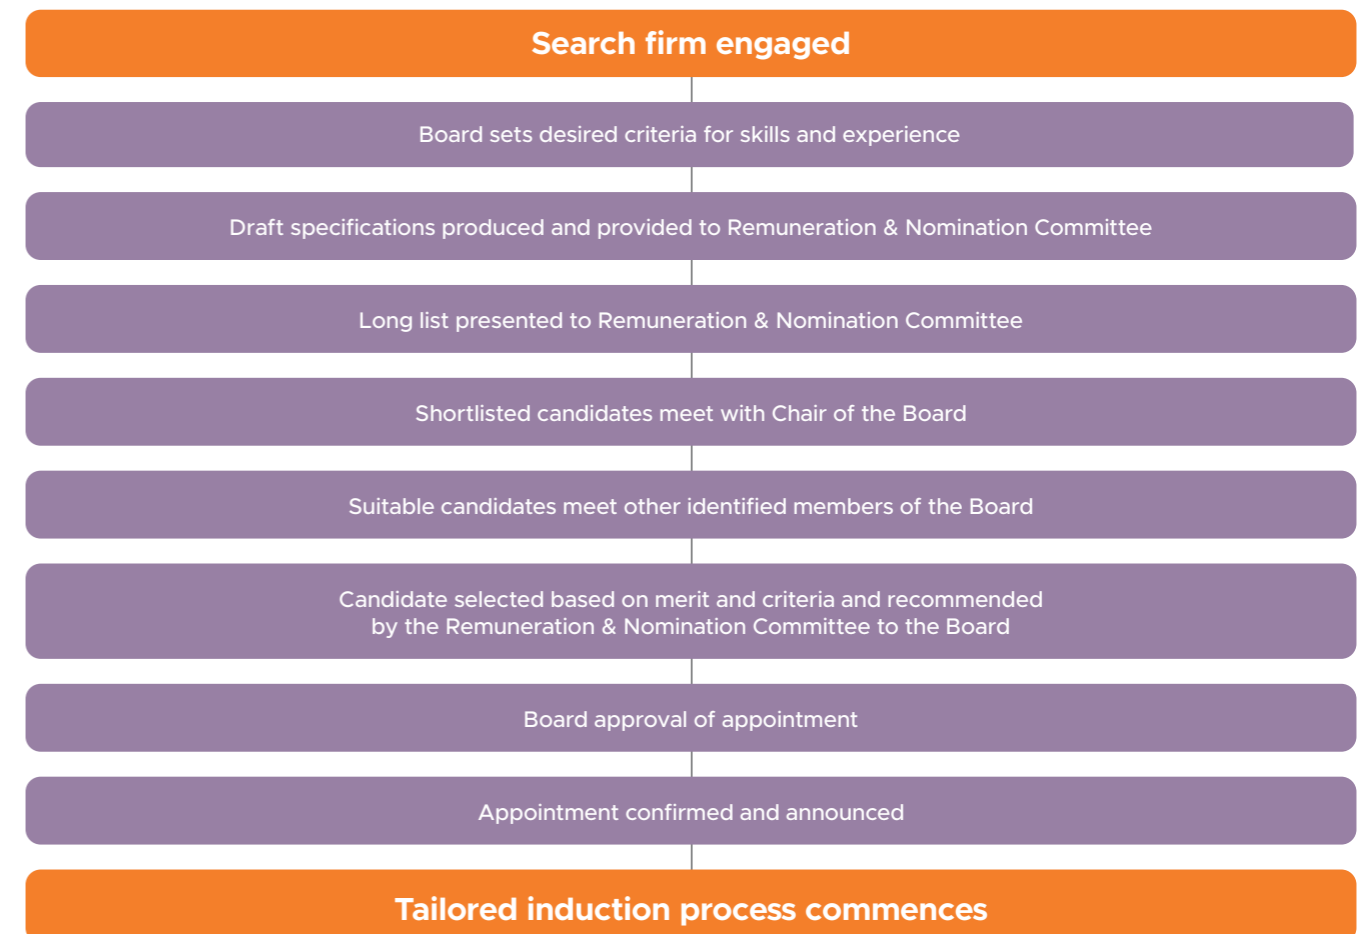 Search firm engaged
Board sets desired criteria for skills and experience
Draft specifications produced and provided to Remuneration & Nomination Committee
Long list presented to Remuneration & Nomination Committee
Shortlisted candidates meet with Chair of the Board
Suitable candidates meet other identified members of the Board
Candidate selected based on merit and criteria and recommended
by the Remuneration & Nomination Committee to the Board
Board approval of appointment
Appointment confirmed and announced
Tailored induction process commences